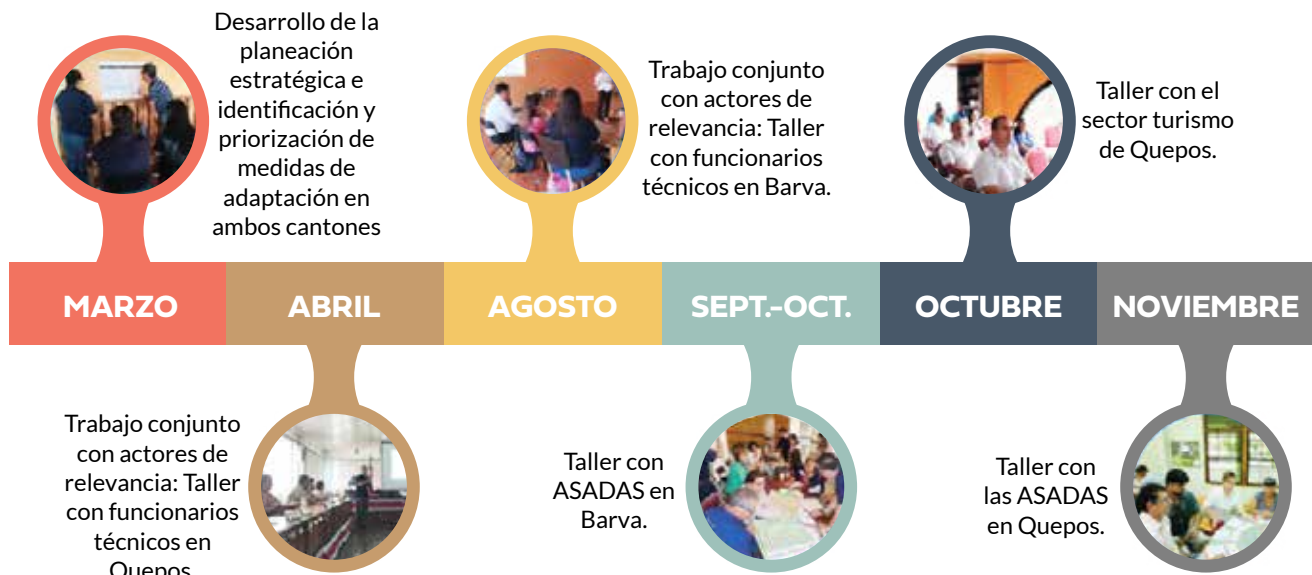 Desarrollo de la
planeación
estratégica e
identificación y
priorización de
medidas de
adaptación en
ambos cantones
Trabajo conjunto
con actores de
relevancia: Taller
con funcionarios
técnicos en Barva.
Taller con el
sector turismo
de Quepos.
MARZO
ABRIL
AGOSTO
SEPT.-OCT.
OCTUBRE
NOVIEMBRE
Trabajo conjunto
con actores de
relevancia: Taller
con funcionarios
técnicos en
Quepos
Taller con
ASADAS en
Barva.
Taller con
las ASADAS
en Quepos.